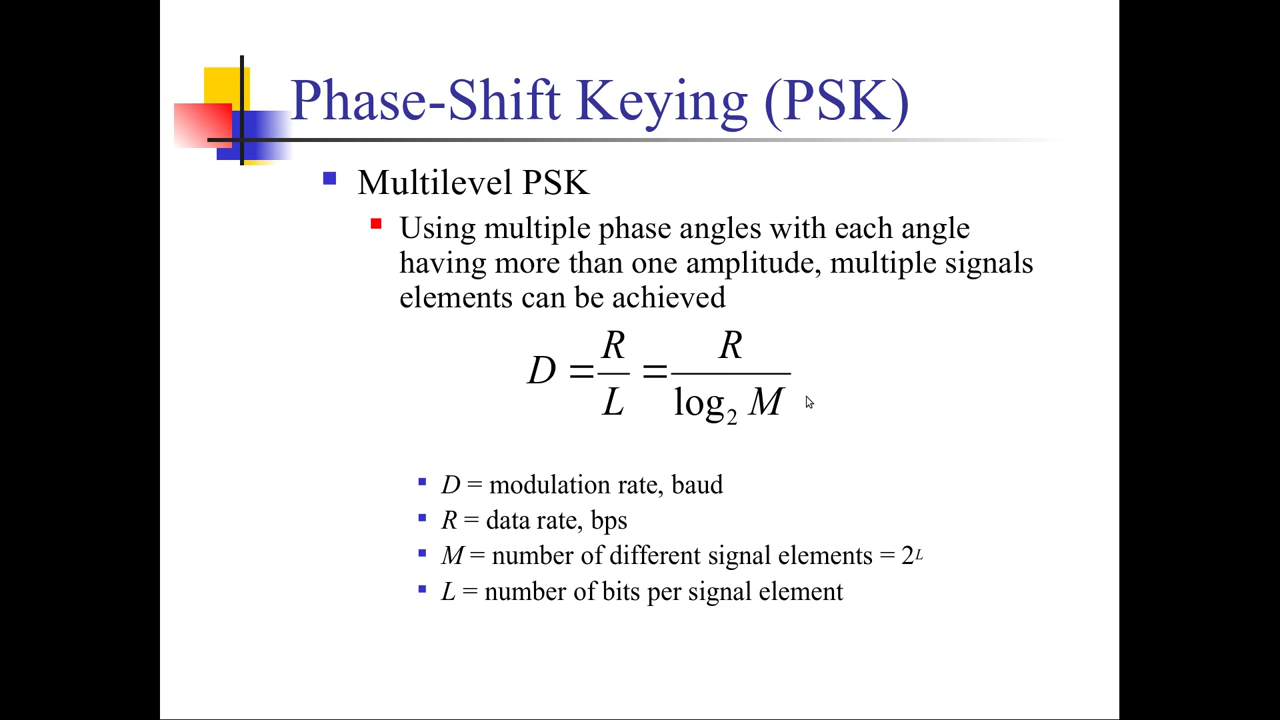 Phase-Shift Keying (PSK)
Multilevel PSK
Using multiple phase angles with each angle
having more than one amplitude, multiple signals
elements can be achieved
D = R/L = R/log₂ M
D = modulation rate, baud
R = data rate, bps
M = number of different signal elements = 2ᴸ
L = number of bits per signal element